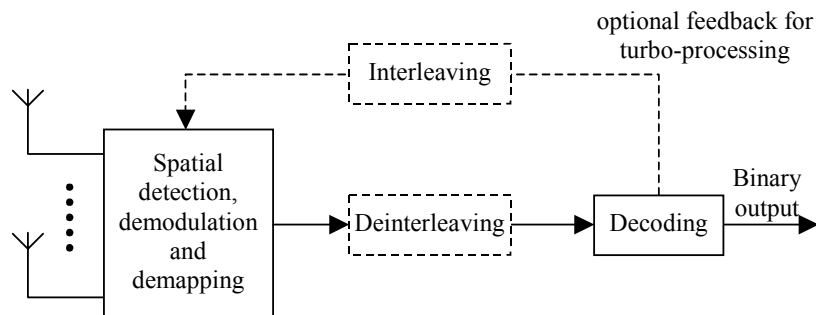 optional feedback for
turbo-processing
Interleaving
Spatial
detection,
demodulation
and
demapping
Deinterleaving
Decoding
Binary
output